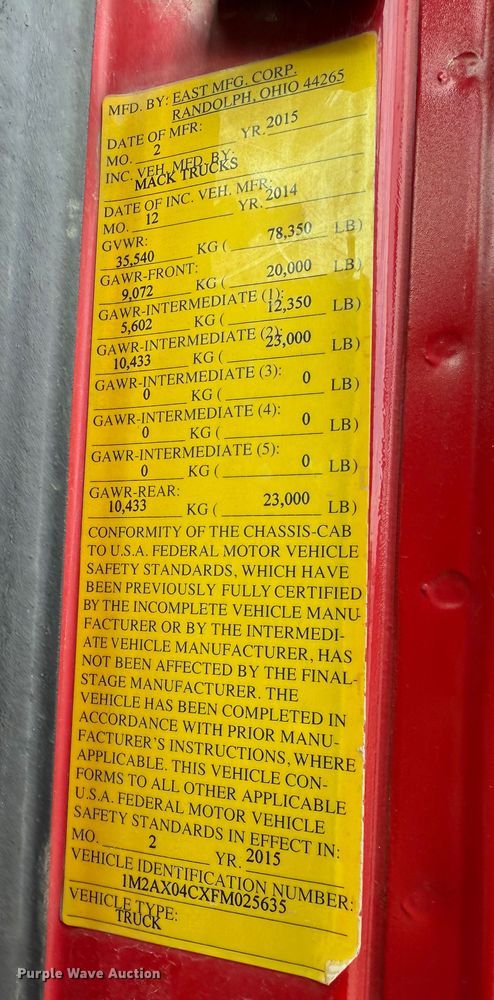 MFD. BY: EAST MFG. CORP.
RANDOLPH, OHIO 44265
DATE OF MFR:
MO. 2 YR. 2015
INC. VEH. MFD. BY:
MACK TRUCKS
DATE OF INC. VEH. MFR:
MO. 12 YR. 2014
GVWR:
35,540 KG ( 78,350 LB)
GAWR-FRONT:
9,072 KG ( 20,000 LB)
GAWR-INTERMEDIATE (1):
5,602 KG ( 12,350 LB)
GAWR-INTERMEDIATE (2):
10,433 KG ( 23,000 LB)
GAWR-INTERMEDIATE (3):
0 KG ( 0 LB)
GAWR-INTERMEDIATE (4):
0 KG ( 0 LB)
GAWR-INTERMEDIATE (5):
0 KG ( 0 LB)
GAWR-REAR:
10,433 KG ( 23,000 LB)
CONFORMITY OF THE CHASSIS-CAB
TO U.S.A. FEDERAL MOTOR VEHICLE
SAFETY STANDARDS, WHICH HAVE
BEEN PREVIOUSLY FULLY CERTIFIED
BY THE INCOMPLETE VEHICLE MANU-
FACTURER OR BY THE INTERMEDI-
ATE VEHICLE MANUFACTURER, HAS
NOT BEEN AFFECTED BY THE FINAL-
STAGE MANUFACTURER. THE
VEHICLE HAS BEEN COMPLETED IN
ACCORDANCE WITH PRIOR MANU-
FACTURER'S INSTRUCTIONS, WHERE
APPLICABLE. THIS VEHICLE CON-
FORMS TO ALL OTHER APPLICABLE
U.S.A. FEDERAL MOTOR VEHICLE
SAFETY STANDARDS IN EFFECT IN:
MO. 2 YR. 2015
VEHICLE IDENTIFICATION NUMBER:
1M2AX04CXFM025635
VEHICLE TYPE:
TRUCK
Purple Wave Auction